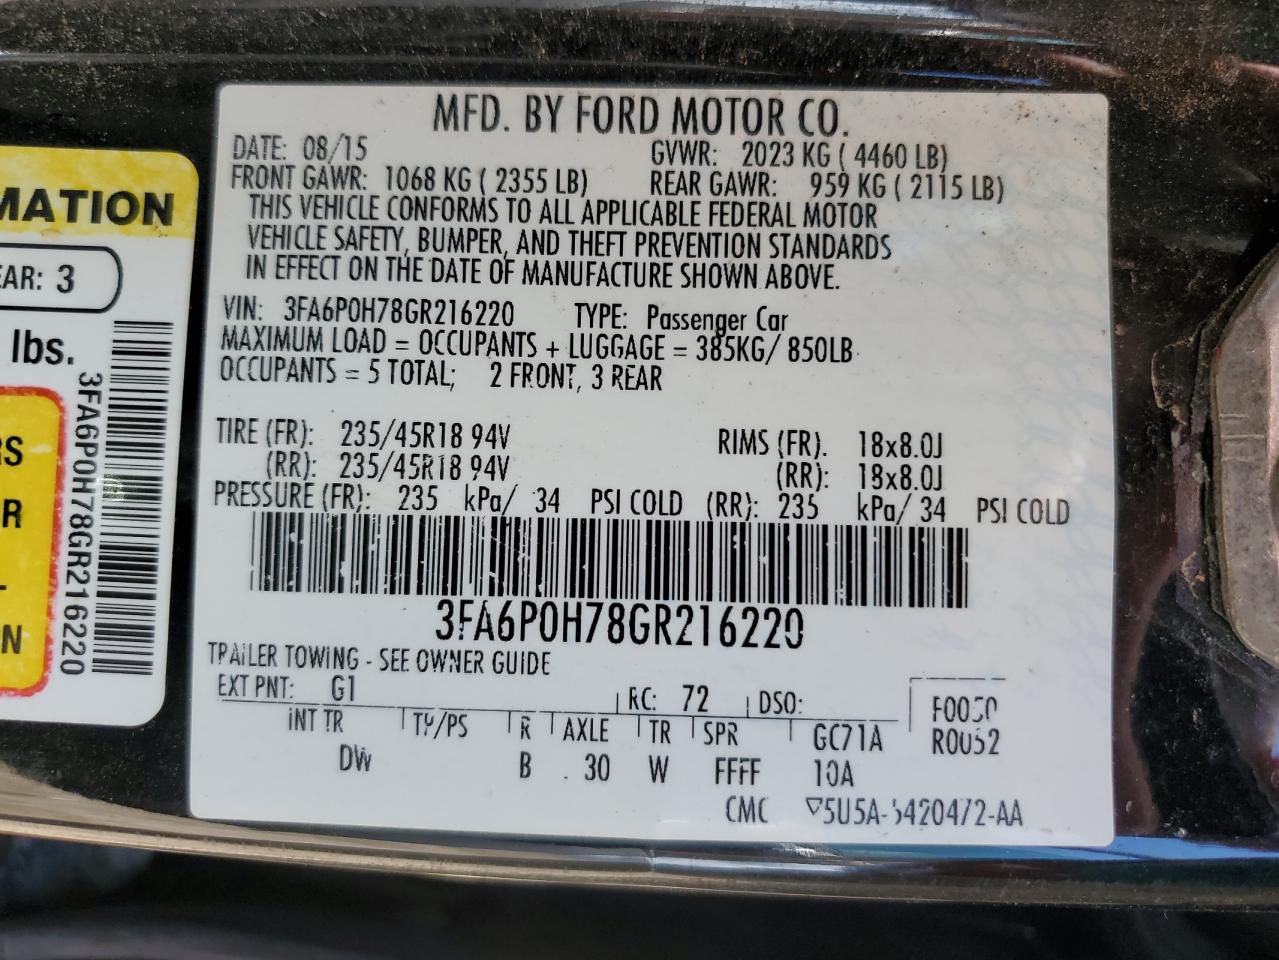 MFD. BY FORD MOTOR CO.
DATE: 08/15 GVWR: 2023 KG ( 4460 LB)
FRONT GAWR: 1068 KG ( 2355 LB) REAR GAWR: 959 KG ( 2115 LB)
THIS VEHICLE CONFORMS TO ALL APPLICABLE FEDERAL MOTOR
VEHICLE SAFETY, BUMPER, AND THEFT PREVENTION STANDARDS
IN EFFECT ON THE DATE OF MANUFACTURE SHOWN ABOVE.
VIN: 3FA6P0H78GR216220 TYPE: Passenger Car
MAXIMUM LOAD = OCCUPANTS + LUGGAGE = 385KG/ 850LB
OCCUPANTS = 5 TOTAL; 2 FRONT, 3 REAR
TIRE (FR): 235/45R18 94V RIMS (FR). 18x8.0J
(RR): 235/45R18 94V (RR): 18x8.0J
PRESSURE (FR): 235 kPa/ 34 PSI COLD (RR): 235 kPa/ 34 PSI COLD
3FA6P0H78GR216220
TRAILER TOWING - SEE OWNER GUIDE
EXT PNT: G1 RC: 72 DSO:
INT TR TP/PS R AXLE TR SPR GC71A R0052
DW B 30 W FFFF 10A
CMC
MATION
EAR: 3
lbs.
3FA6P0H78GR216220
RS
R
N